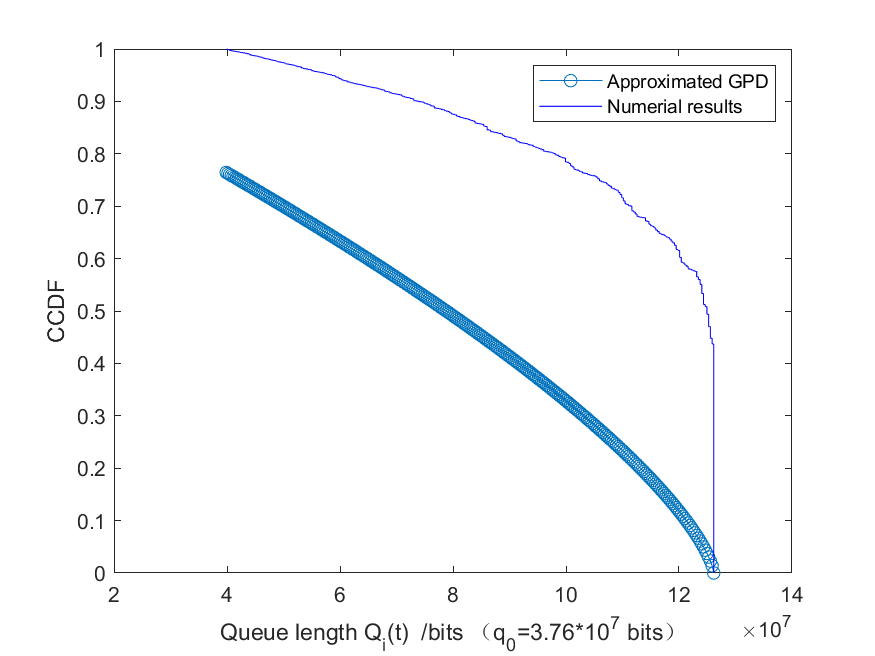 1
0.9
0.8
0.7
0.6
0.5
0.4
0.3
0.2
0.1
0
CCDF
Approximated GPD
Numerial results
2 4 6 8 10 12 14
×10^7
Queue length Q_i(t) /bits （q_0=3.76*10^7 bits）